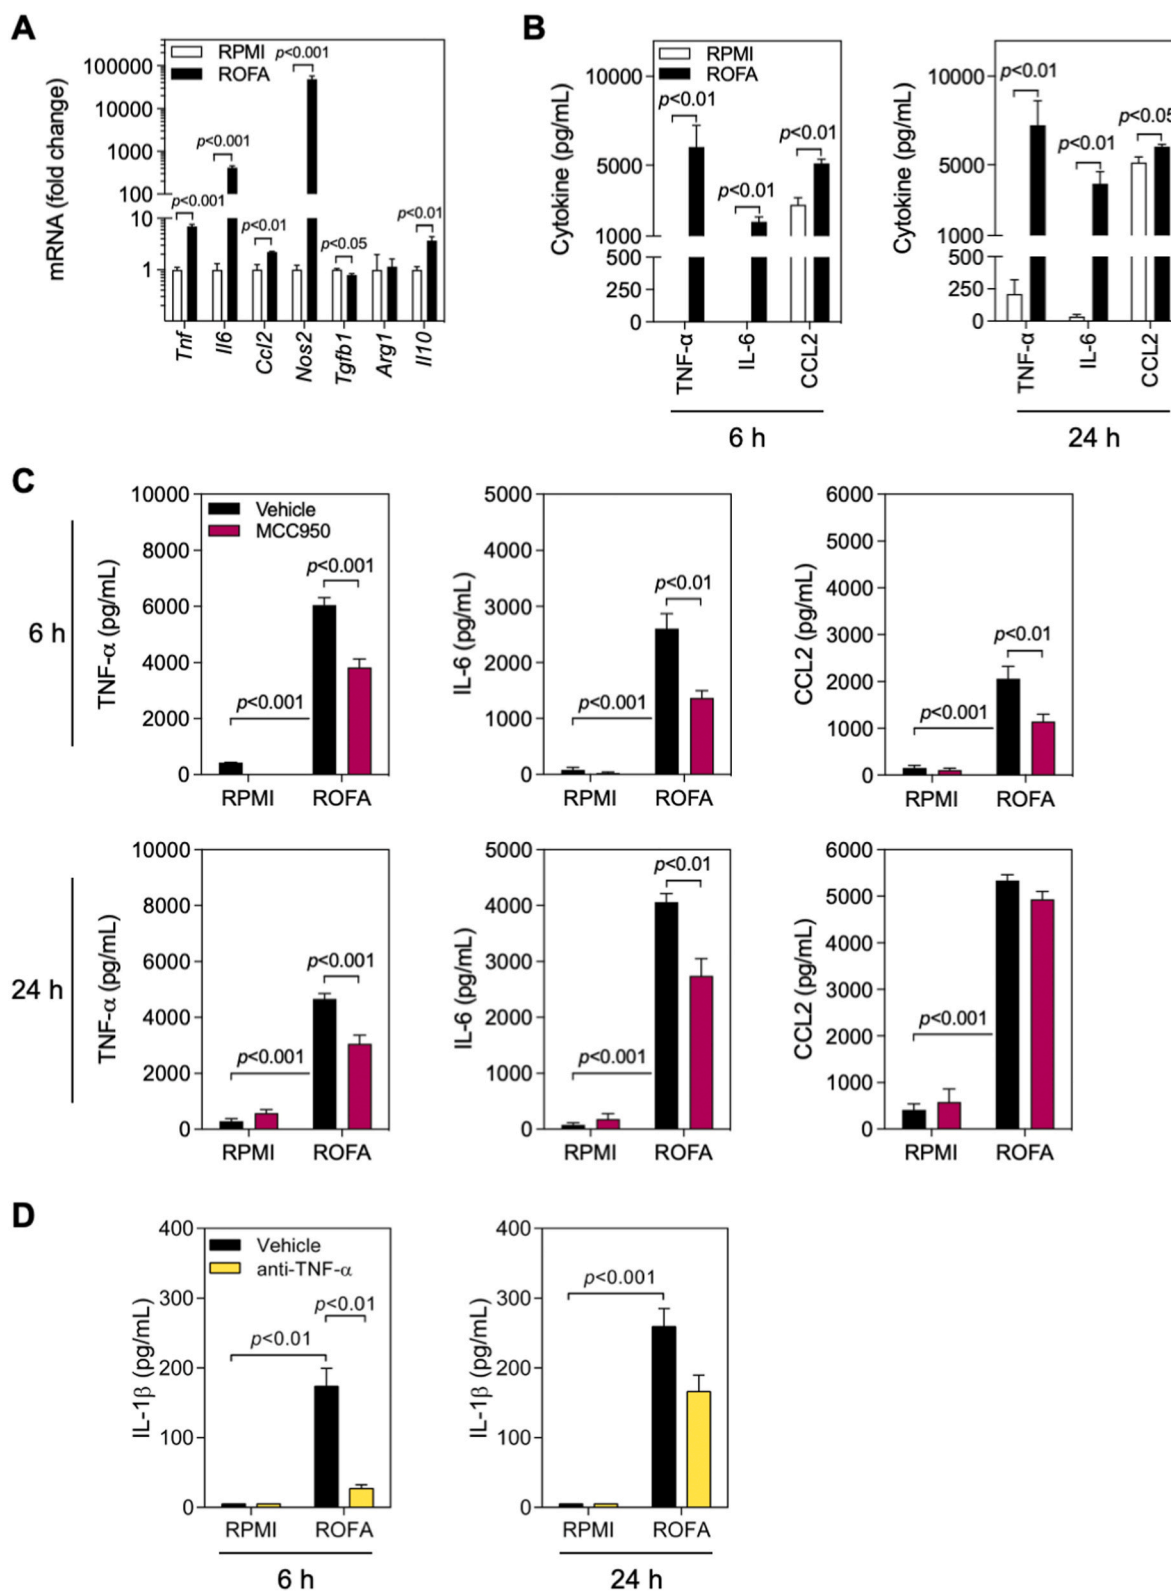 A
mRNA (fold change)
100000
10000
1000
100
10
1
RPMI
ROFA
p<0.001
p<0.001
p<0.001
p<0.01
p<0.05
p<0.01
Tnf
Il6
Ccl2
Nos2
Tgfb1
Arg1
Il10
B
Cytokine (pg/mL)
10000
5000
1000
500
250
0
RPMI
ROFA
p<0.01
p<0.01
p<0.01
TNF-α
IL-6
CCL2
6 h
Cytokine (pg/mL)
10000
5000
1000
500
250
0
p<0.01
p<0.01
p<0.05
TNF-α
IL-6
CCL2
24 h
C
6 h
TNF-α (pg/mL)
10000
8000
6000
4000
2000
0
Vehicle
MCC950
p<0.001
p<0.001
RPMI
ROFA
IL-6 (pg/mL)
5000
4000
3000
2000
1000
0
p<0.01
p<0.001
RPMI
ROFA
CCL2 (pg/mL)
6000
5000
4000
3000
2000
1000
0
p<0.01
p<0.001
RPMI
ROFA
24 h
TNF-α (pg/mL)
10000
8000
6000
4000
2000
0
p<0.001
p<0.001
RPMI
ROFA
IL-6 (pg/mL)
5000
4000
3000
2000
1000
0
p<0.01
p<0.001
RPMI
ROFA
CCL2 (pg/mL)
6000
5000
4000
3000
2000
1000
0
p<0.001
RPMI
ROFA
D
IL-1β (pg/mL)
400
300
200
100
0
Vehicle
anti-TNF-α
p<0.01
p<0.01
RPMI
ROFA
6 h
IL-1β (pg/mL)
400
300
200
100
0
p<0.001
RPMI
ROFA
24 h